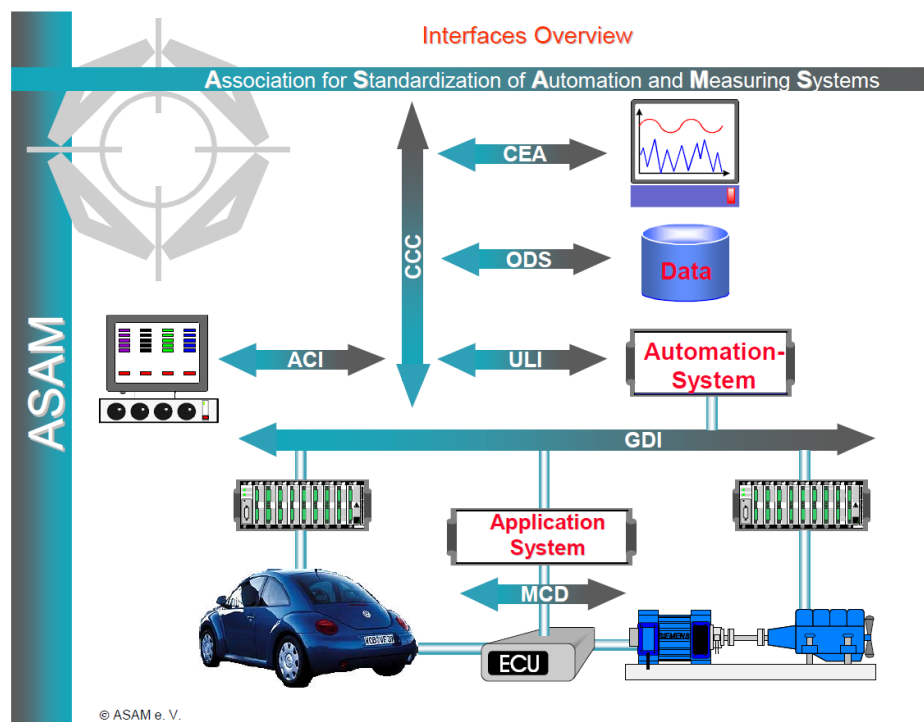 Interfaces Overview
Association for Standardization of Automation and Measuring Systems
ASAM
CCC
CEA
ODS
Data
ACI
ULI
Automation-
System
GDI
Application
System
MCD
SIEMENS
ECU
© ASAM e. V.